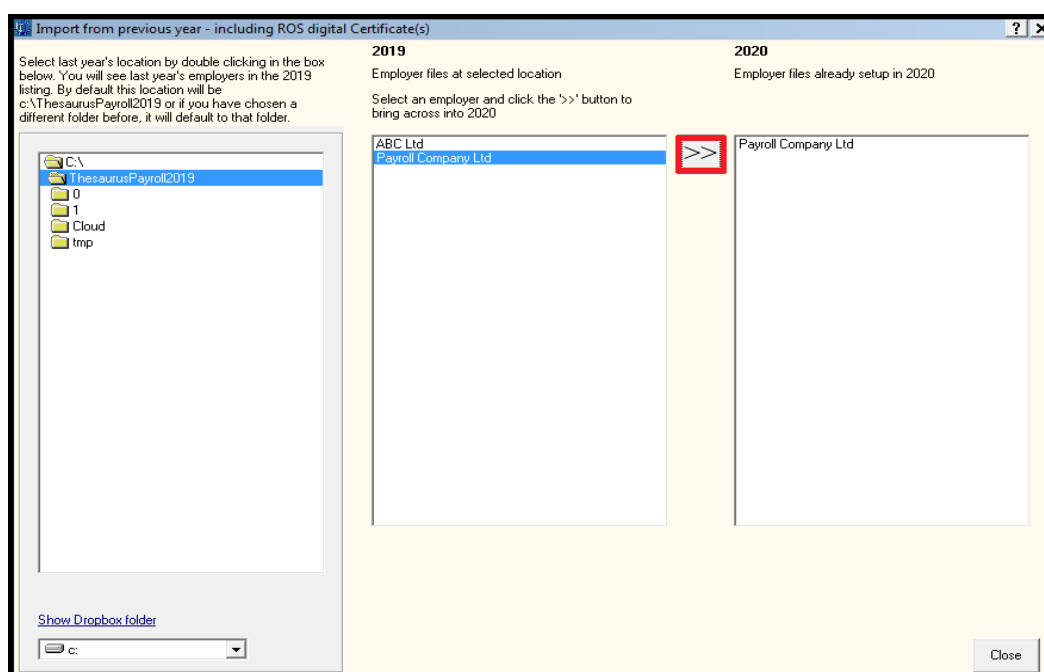 Import from previous year - including ROS digital Certificate(s)
Select last year's location by double clicking in the box
below. You will see last year's employers in the 2019
listing. By default this location will be
c:\ThesaurusPayroll2019 or if you have chosen a
different folder before, it will default to that folder.
C:\
ThesaurusPayroll2019
0
1
Cloud
tmp
Show Dropbox folder
c:
2019
Employer files at selected location
Select an employer and click the '>>' button to
bring across into 2020
ABC Ltd
Payroll Company Ltd
>>
2020
Employer files already setup in 2020
Payroll Company Ltd
Close